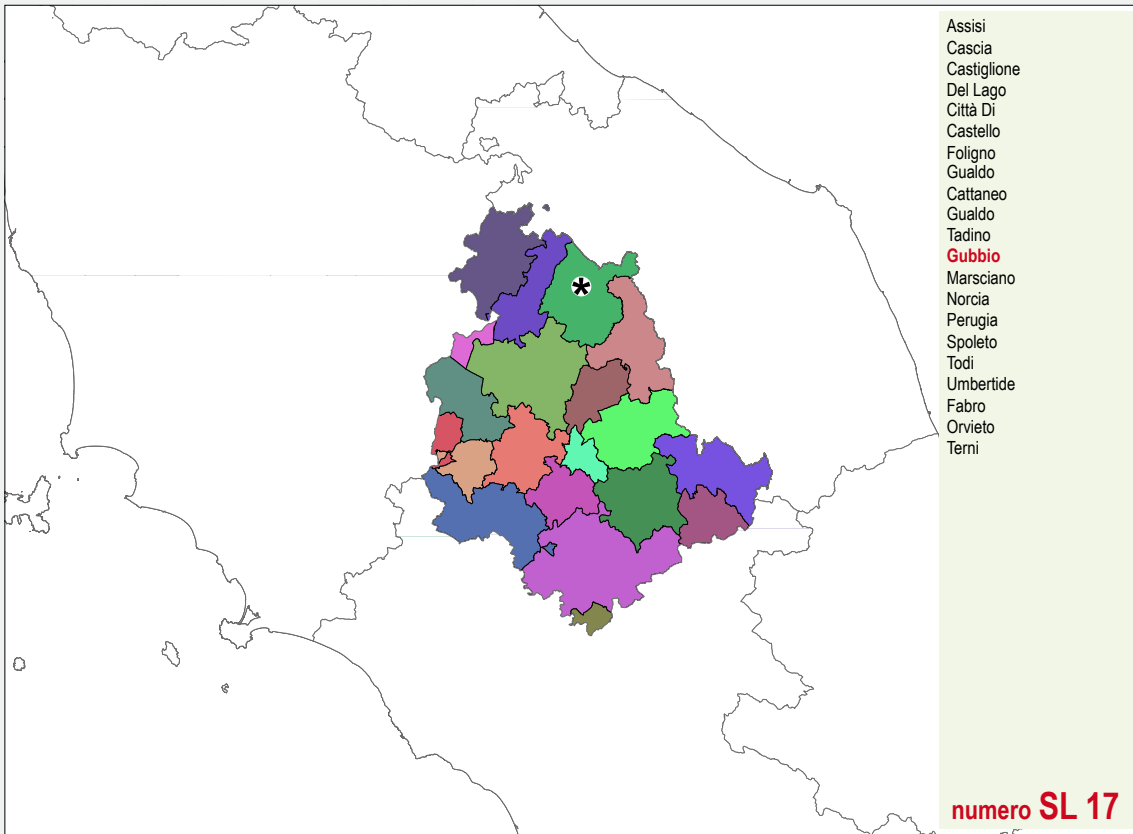 Assisi
Cascia
Castiglione
Del Lago
Città Di
Castello
Foligno
Gualdo
Cattaneo
Gualdo
Tadino
Gubbio
Marsciano
Norcia
Perugia
Spoleto
Todi
Umbertide
Fabro
Orvieto
Terni
*
numero SL 17